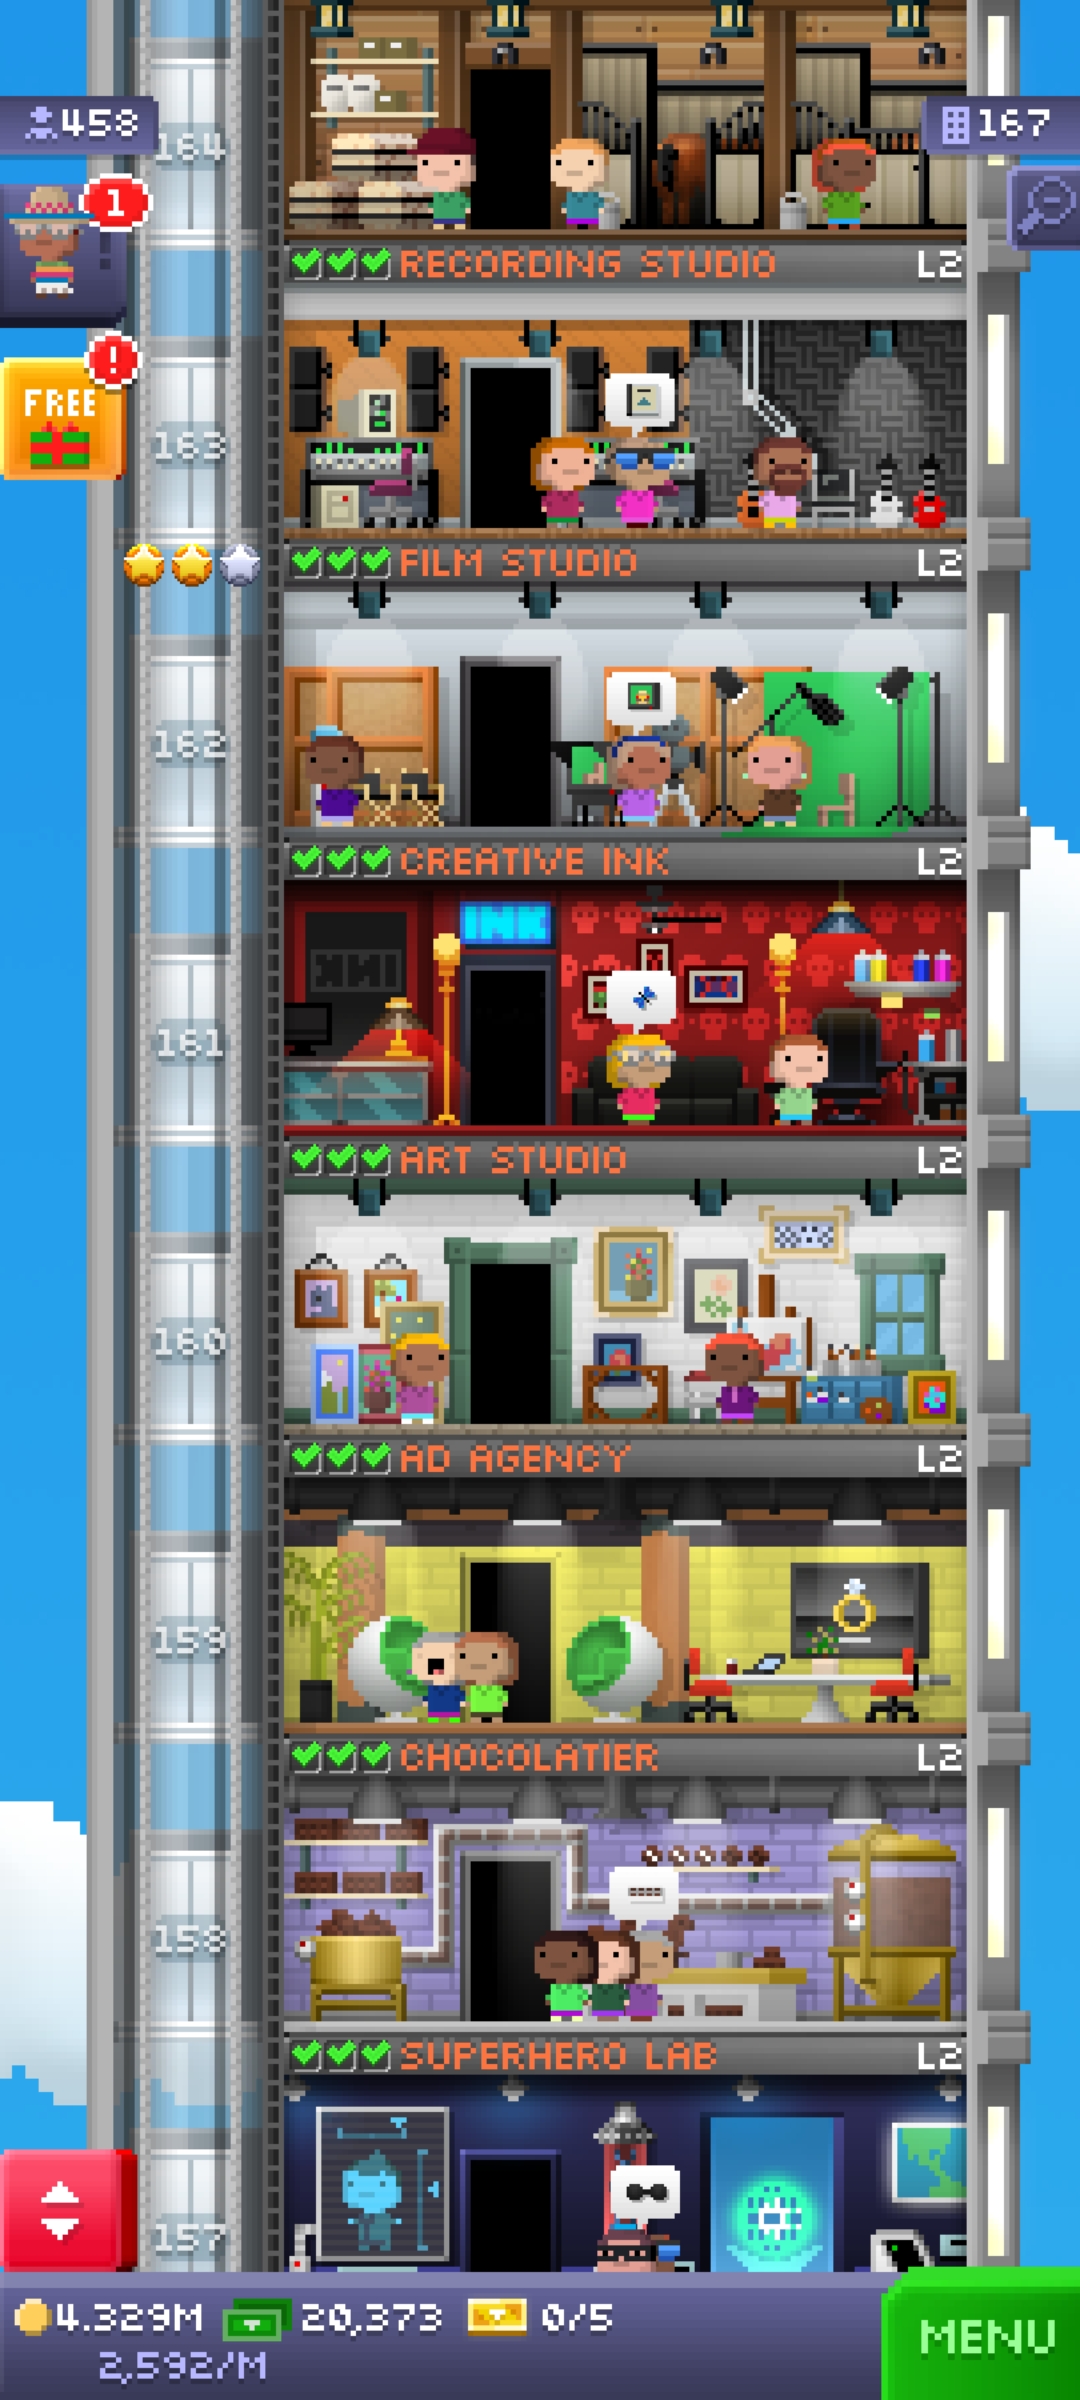 458
167
164
1
RECORDING STUDIO L2
FREE
!
163
FILM STUDIO L2
162
CREATIVE INK L2
INK
161
ART STUDIO L2
160
AD AGENCY L2
159
CHOCOLATIER L2
158
SUPERHERO LAB L2
157
4.329M 20,373 0/5
2,592/M
MENU